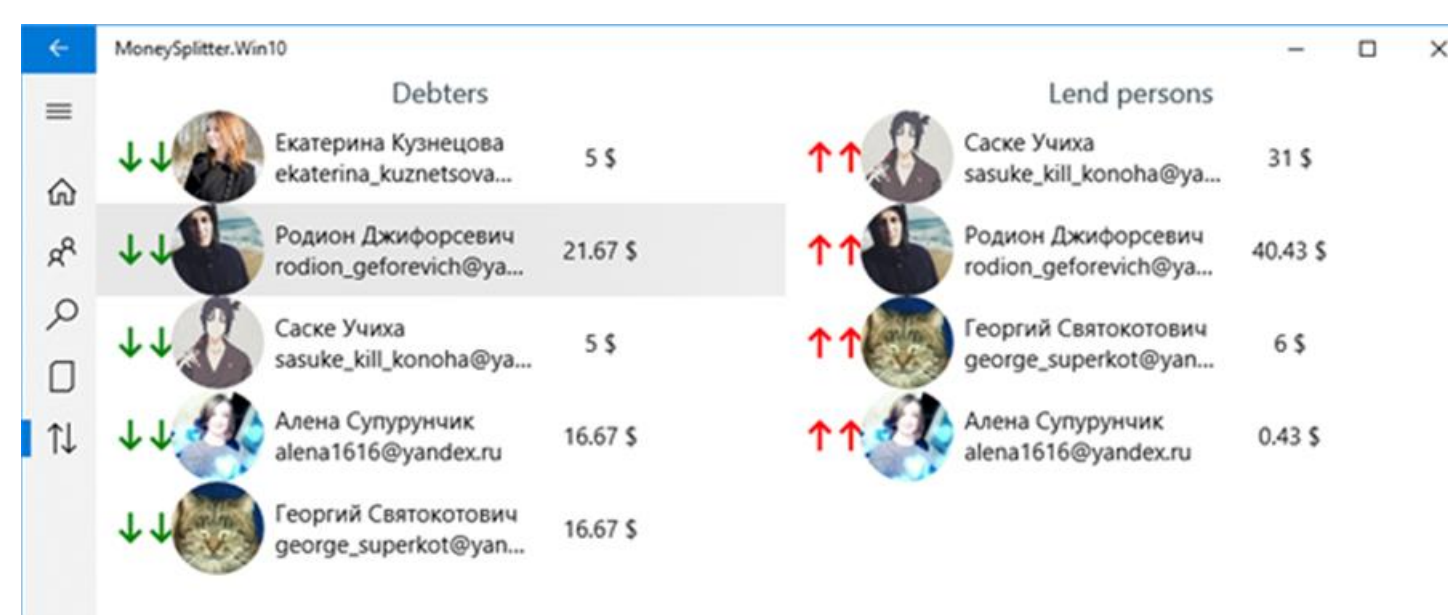 MoneySplitter.Win10
Debters
Екатерина Кузнецова
ekaterina_kuznetsova...
5 $
Родион Джифорсевич
rodion_geforevich@ya...
21.67 $
Саске Учиха
sasuke_kill_konoha@ya...
5 $
Алена Супурунчик
alena1616@yandex.ru
16.67 $
Георгий Святокотович
george_superkot@yan...
16.67 $
Lend persons
Саске Учиха
sasuke_kill_konoha@ya...
31 $
Родион Джифорсевич
rodion_geforevich@ya...
40.43 $
Георгий Святокотович
george_superkot@yan...
6 $
Алена Супурунчик
alena1616@yandex.ru
0.43 $